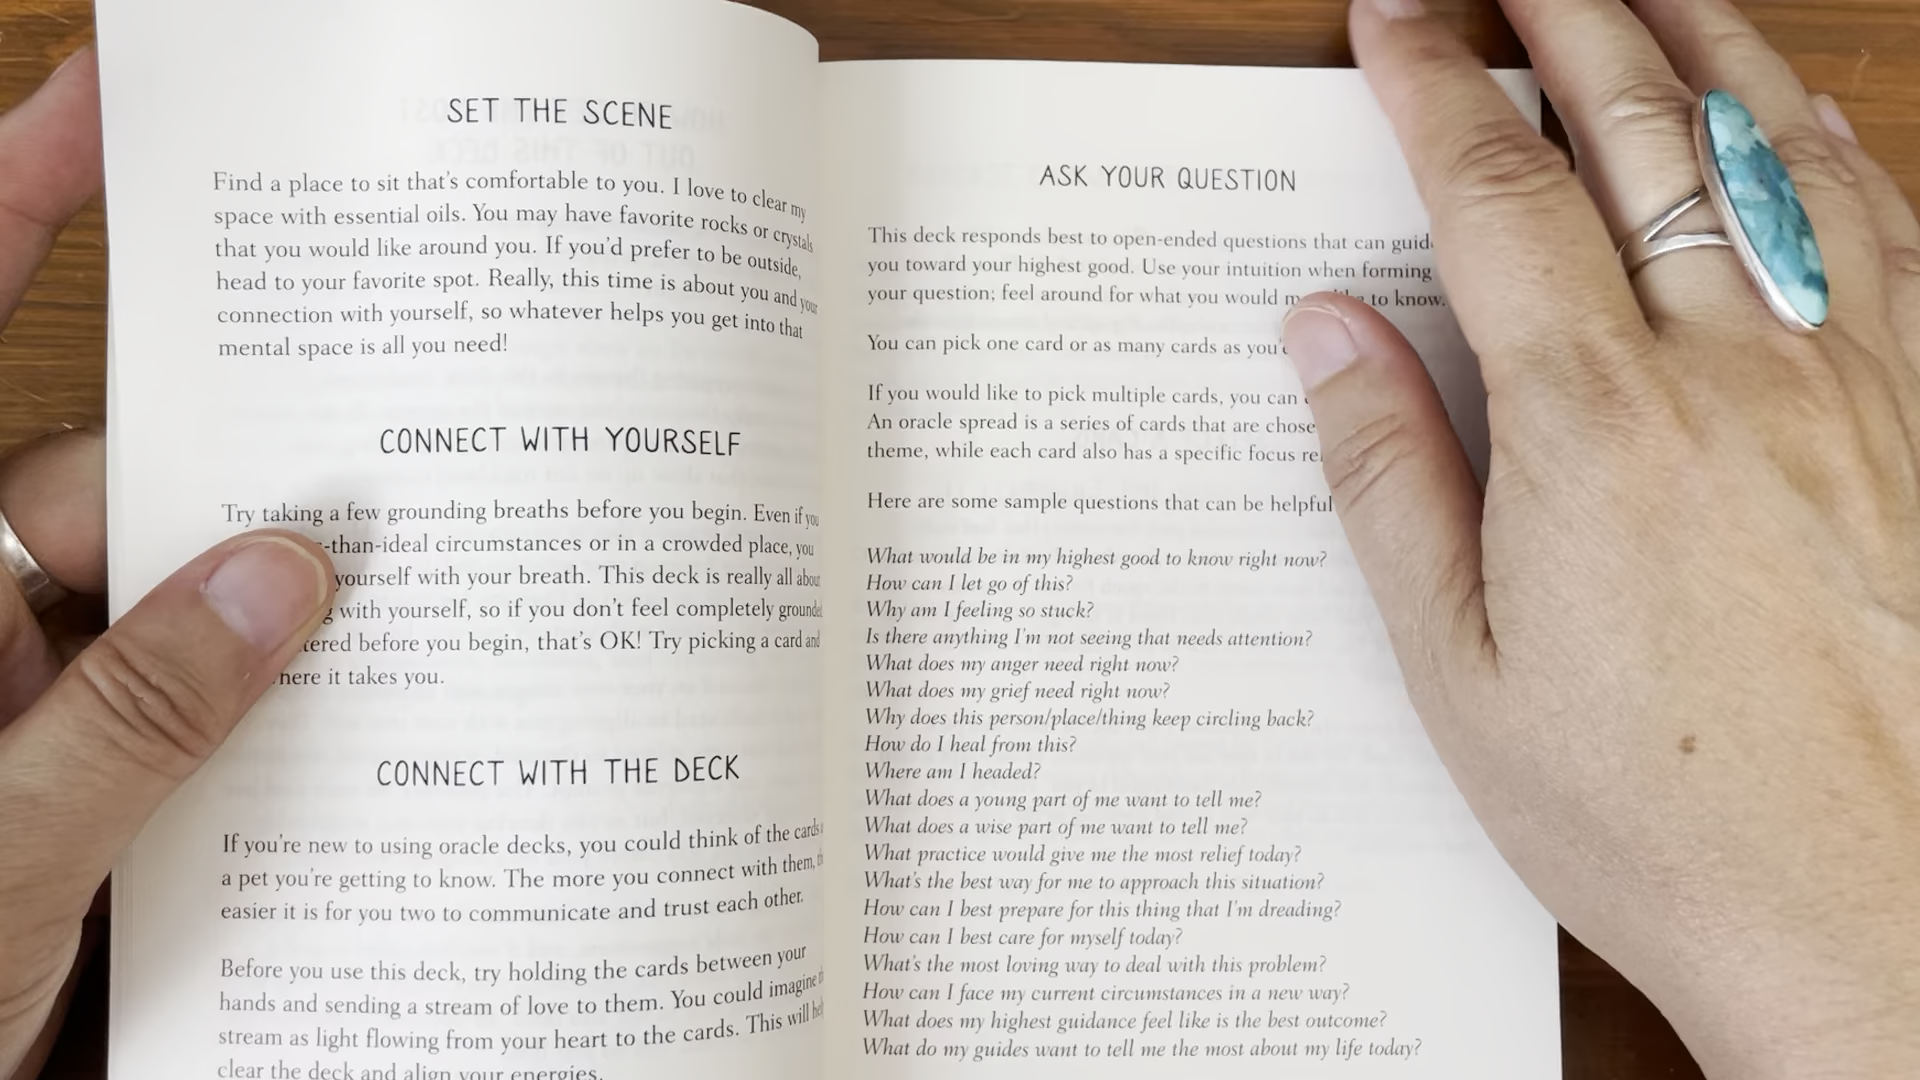 SET THE SCENE
Find a place to sit that's comfortable to you. I love to clear my
space with essential oils. You may have favorite rocks or crystals
that you would like around you. If you'd prefer to be outside,
head to your favorite spot. Really, this time is about you and your
connection with yourself, so whatever helps you get into that
mental space is all you need!
CONNECT WITH YOURSELF
Try taking a few grounding breaths before you begin. Even if you
-than-ideal circumstances or in a crowded place, you
yourself with your breath. This deck is really all about
with yourself, so if you don't feel completely grounded
before you begin, that's OK! Try picking a card and
it takes you.
CONNECT WITH THE DECK
If you're new to using oracle decks, you could think of the cards
a pet you're getting to know. The more you connect with them,
easier it is for you two to communicate and trust each other.
Before you use this deck, try holding the cards between your
hands and sending a stream of love to them. You could imagine
stream as light flowing from your heart to the cards. This will
clear the deck and align your energies.
ASK YOUR QUESTION
This deck responds best to open-ended questions that can guide
you toward your highest good. Use your intuition when forming
your question; feel around for what you would to know.
You can pick one card or as many cards as
If you would like to pick multiple cards, you can
An oracle spread is a series of cards that are
theme, while each card also has a specific focus
Here are some sample questions that can be helpful
What would be in my highest good to know right now?
How can I let go of this?
Why am I feeling so stuck?
Is there anything I'm not seeing that needs attention?
What does my anger need right now?
What does my grief need right now?
Why does this person/place/thing keep circling back?
How do I heal from this?
Where am I headed?
What does a young part of me want to tell me?
What does a wise part of me want to tell me?
What practice would give me the most relief today?
What's the best way for me to approach this situation?
How can I best prepare for this thing that I'm dreading?
How can I best care for myself today?
What's the most loving way to deal with this problem?
How can I face my current circumstances in a new way?
What does my highest guidance feel like is the best outcome?
What do my guides want to tell me the most about my life today?